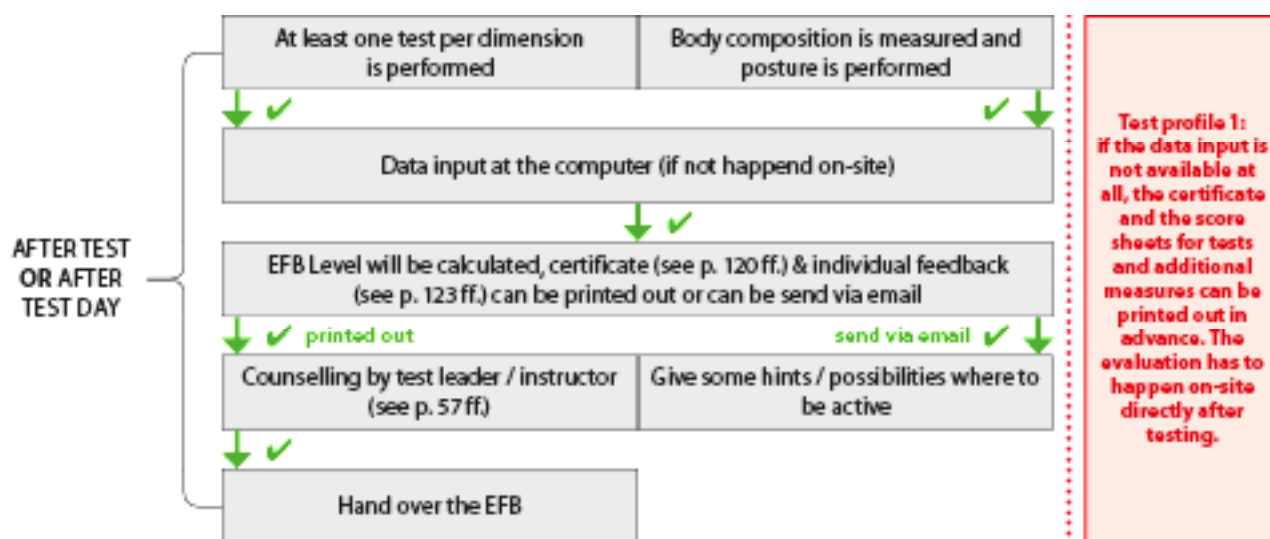 At least one test per dimension
is performed
Body composition is measured and
posture is performed
Data input at the computer (if not happend on-site)
AFTER TEST
OR AFTER
TEST DAY
EFB Level will be calculated, certificate (see p. 120 ff.) & individual feedback
(see p. 123 ff.) can be printed out or can be send via email
printed out
send via email
Counselling by test leader / instructor
(see p. 57 ff.)
Give some hints / possibilities where to
be active
Hand over the EFB
Test profile 1:
if the data input is
not available at
all, the certificate
and the score
sheets for tests
and additional
measures can be
printed out in
advance. The
evaluation has to
happen on-site
directly after
testing.